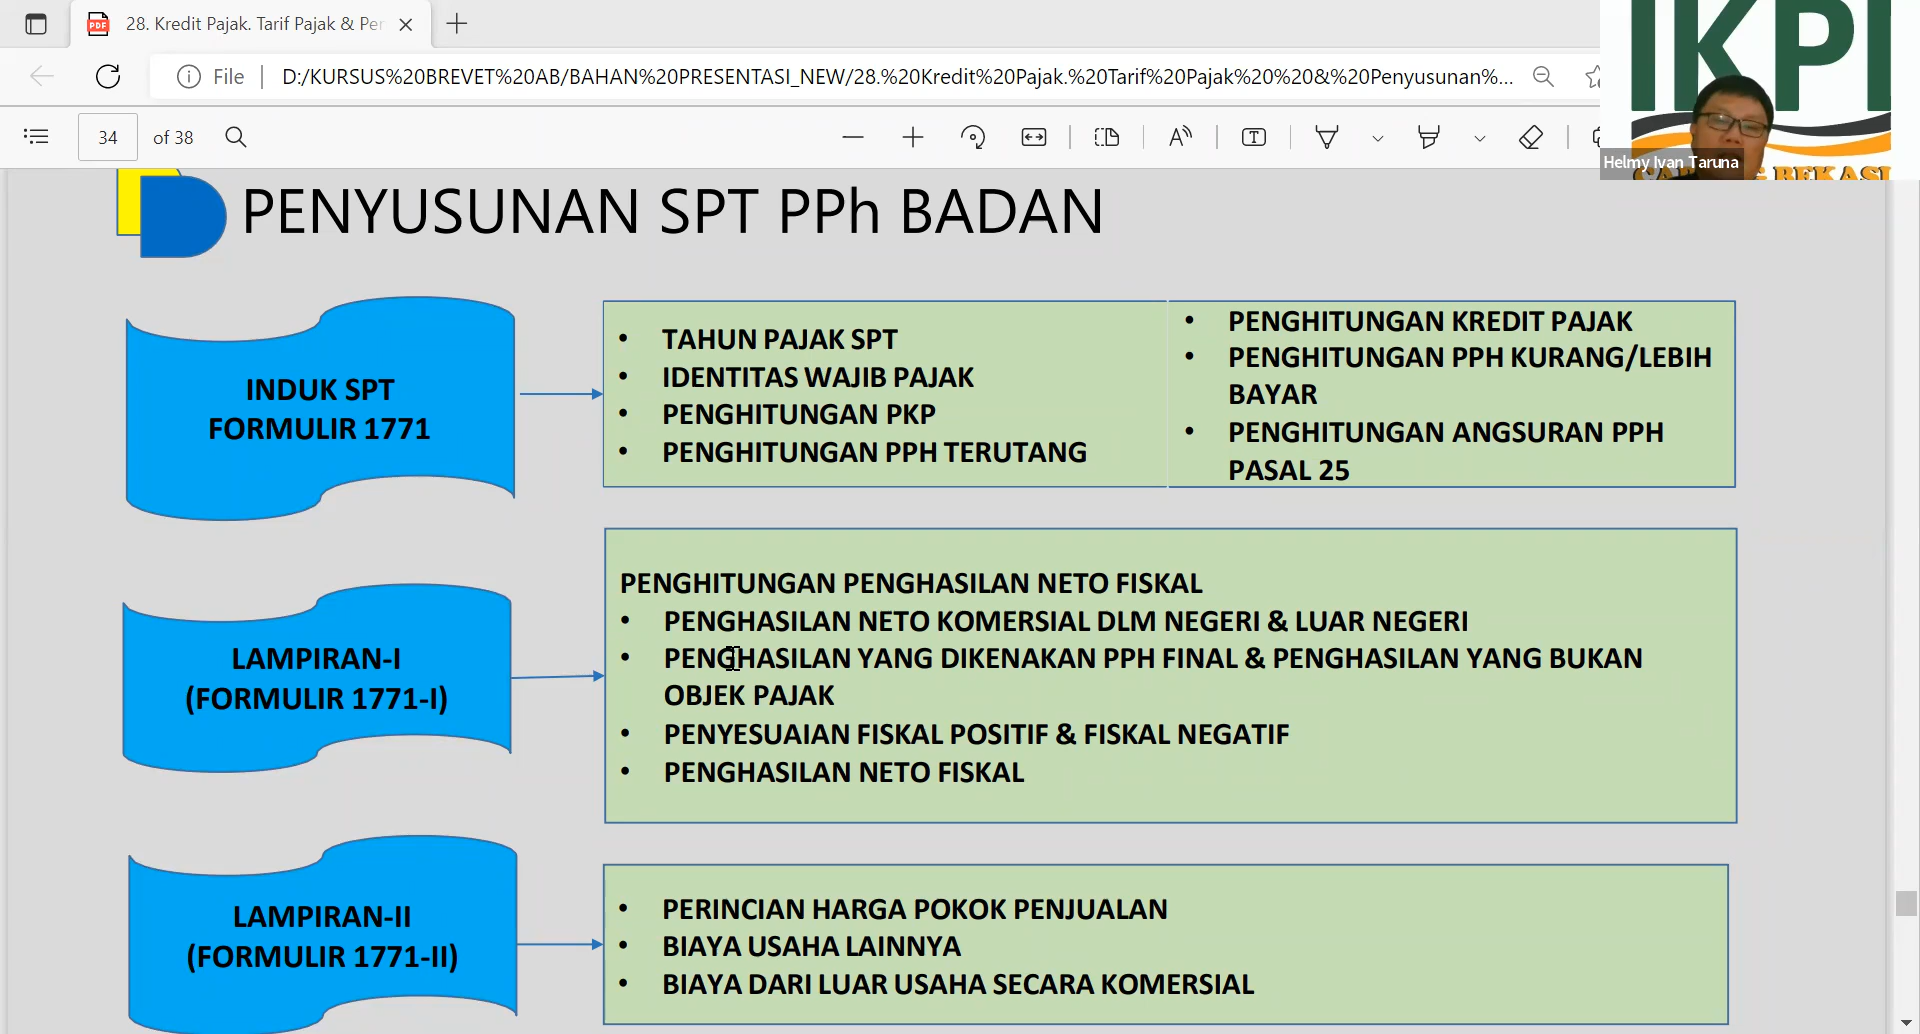 28. Kredit Pajak. Tarif Pajak & Per
File
D:/KURSUS%20BREVET%20AB/BAHAN%20PRESENTASI_NEW/28.%20Kredit%20Pajak.%20Tarif%20Pajak%20%20&%20Penyusunan%...
34 of 38
IKPI
Helmy Ivan Taruna
BEKASI
PENYUSUNAN SPT PPh BADAN
INDUK SPT
FORMULIR 1771
• TAHUN PAJAK SPT
• IDENTITAS WAJIB PAJAK
• PENGHITUNGAN PKP
• PENGHITUNGAN PPH TERUTANG
• PENGHITUNGAN KREDIT PAJAK
• PENGHITUNGAN PPH KURANG/LEBIH
BAYAR
• PENGHITUNGAN ANGSURAN PPH
PASAL 25
LAMPIRAN-I
(FORMULIR 1771-I)
PENGHITUNGAN PENGHASILAN NETO FISKAL
• PENGHASILAN NETO KOMERSIAL DLM NEGERI & LUAR NEGERI
• PENGHASILAN YANG DIKENAKAN PPH FINAL & PENGHASILAN YANG BUKAN
OBJEK PAJAK
• PENYESUAIAN FISKAL POSITIF & FISKAL NEGATIF
• PENGHASILAN NETO FISKAL
LAMPIRAN-II
(FORMULIR 1771-II)
• PERINCIAN HARGA POKOK PENJUALAN
• BIAYA USAHA LAINNYA
• BIAYA DARI LUAR USAHA SECARA KOMERSIAL